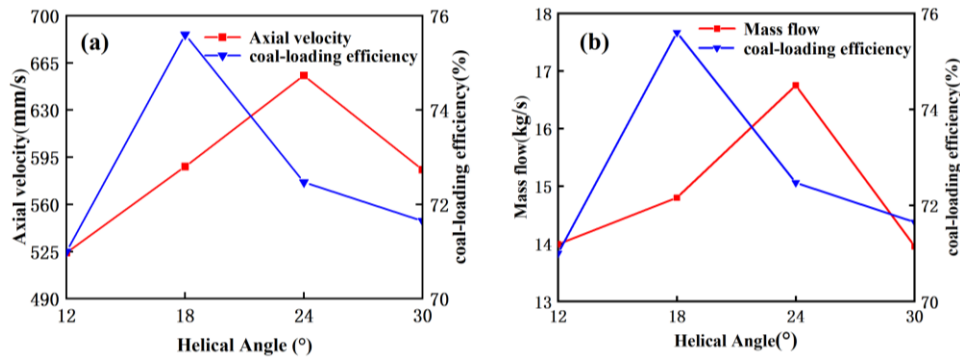 (a)
Axial velocity
coal-loading efficiency
700
665
630
595
560
525
490
Axial velocity(mm/s)
76
74
72
70
coal-loading efficiency(%)
12 18 24 30
Helical Angle (°)
(b)
Mass flow
coal-loading efficiency
18
17
16
15
14
13
Mass flow(kg/s)
76
74
72
70
coal-loading efficiency(%)
12 18 24 30
Helical Angle(°)